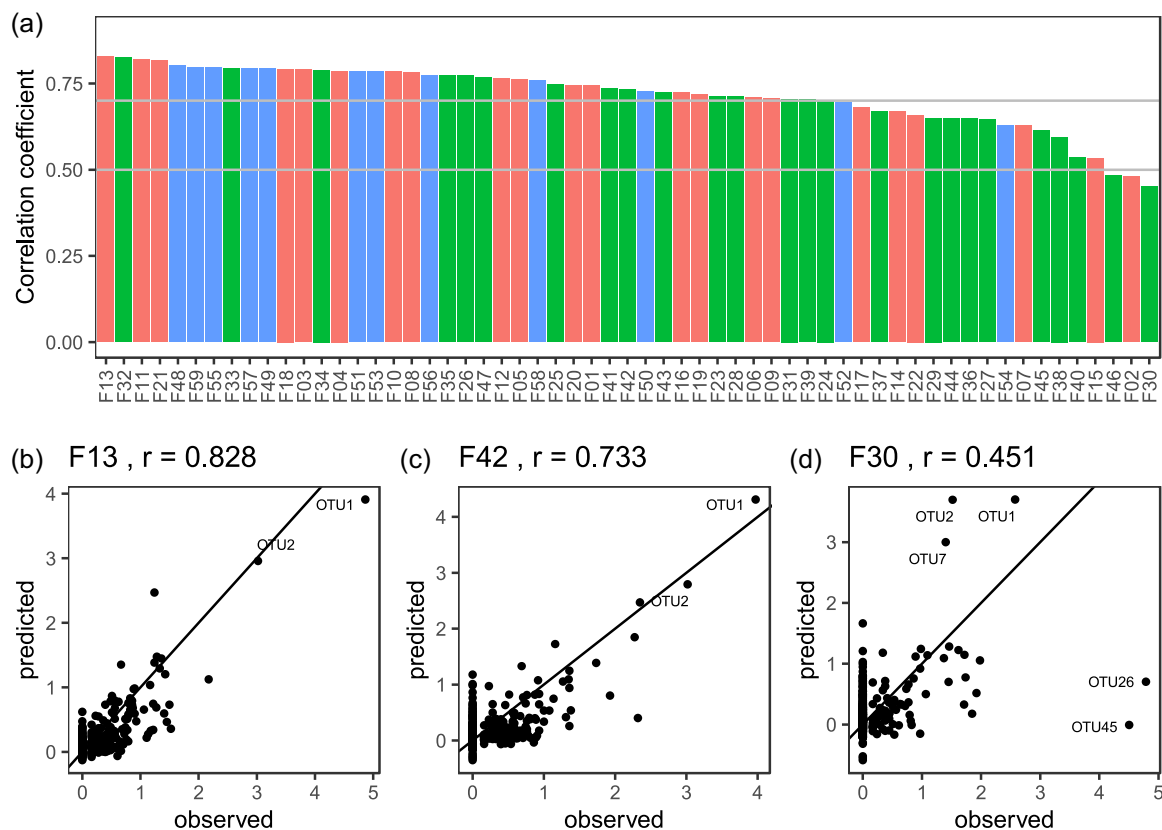 (a)
Correlation coefficient
0.75
0.50
0.25
0.00
F13 F32 F11 F21 F48 F59 F55 F33 F57 F49 F18 F03 F34 F04 F51 F53 F10 F08 F56 F35 F26 F47 F12 F05 F58 F25 F20 F01 F41 F42 F50 F43 F16 F19 F23 F28 F06 F09 F31 F39 F24 F52 F17 F37 F14 F22 F29 F44 F36 F27 F54 F07 F45 F38 F40 F15 F46 F02 F30
(b) F13 , r = 0.828
predicted
4
3
2
1
0
OTU1
OTU2
0 1 2 3 4 5
observed
(c) F42 , r = 0.733
predicted
4
3
2
1
0
OTU1
OTU2
0 1 2 3 4
observed
(d) F30 , r = 0.451
predicted
3
2
1
0
OTU2 OTU1
OTU7
OTU26
OTU45
0 1 2 3 4 5
observed